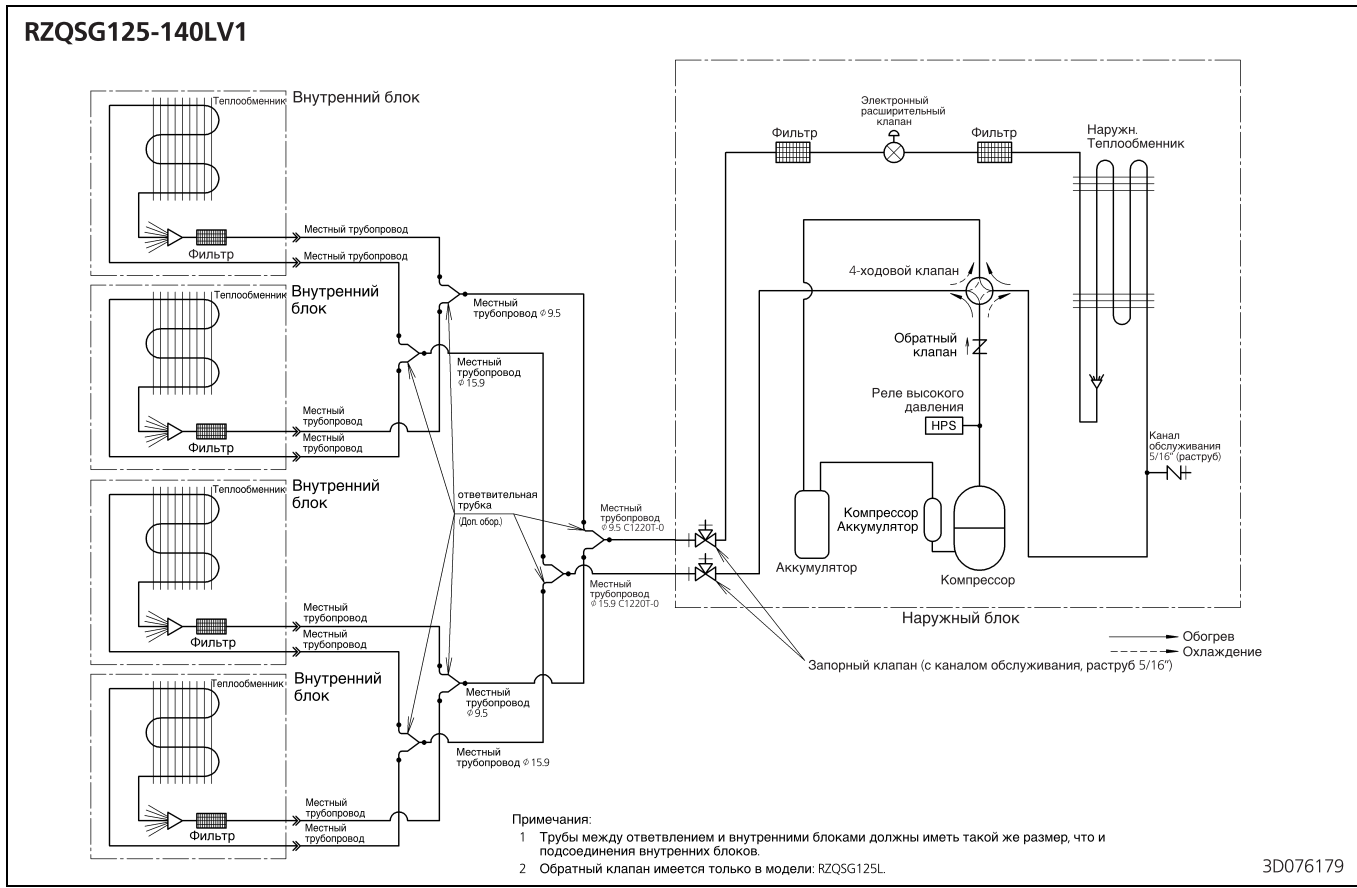 RZQSG125-140LV1
Теплообменник
Внутренний блок
Фильтр
Местный трубопровод
Местный трубопровод
Теплообменник
Внутренний
блок
Фильтр
Местный
трубопровод
Местный
трубопровод
Теплообменник
Внутренний
блок
Фильтр
Местный
трубопровод
Местный
трубопровод
Теплообменник
Внутренний
блок
Фильтр
Местный
трубопровод
Местный
трубопровод
Местный
трубопровод ⌀ 9.5
Местный
трубопровод
⌀ 15.9
ответвительная
трубка
(Доп. обор.)
Местный
трубопровод
⌀ 9.5 C1220T-0
Местный
трубопровод
⌀ 15.9 C1220T-0
Местный
трубопровод
⌀ 9.5
Местный
трубопровод ⌀ 15.9
Фильтр
Электронный
расширительный
клапан
Фильтр
Наружн.
Теплообменник
4-ходовой клапан
Обратный
клапан
Реле высокого
давления
HPS
Канал
обслуживания
5/16" (раструб)
Компрессор
Аккумулятор
Аккумулятор
Компрессор
Наружный блок
Обогрев
Охлаждение
Запорный клапан (с каналом обслуживания, раструб 5/16")
Примечания:
1 Трубы между ответвлением и внутренними блоками должны иметь такой же размер, что и
подсоединения внутренних блоков.
2 Обратный клапан имеется только в модели: RZQSG125L.
3D076179